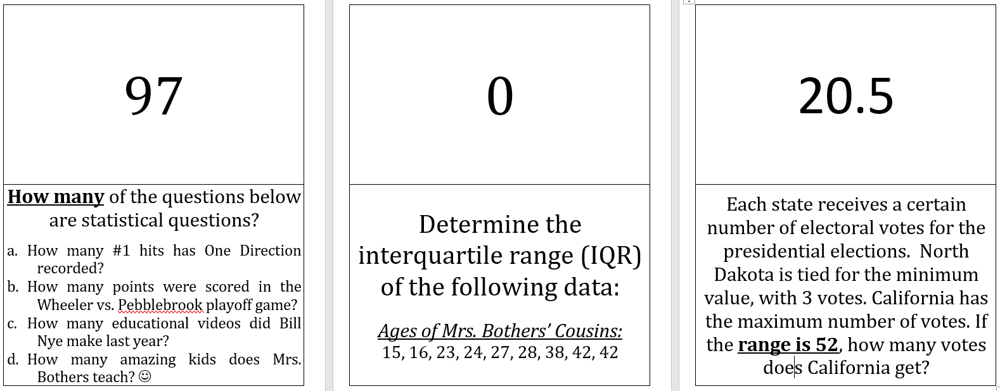 97
How many of the questions below
are statistical questions?
a. How many #1 hits has One Direction
recorded?
b. How many points were scored in the
Wheeler vs. Pebblebrook playoff game?
c. How many educational videos did Bill
Nye make last year?
d. How many amazing kids does Mrs.
Bothers teach? ☺
0
Determine the
interquartile range (IQR)
of the following data:
Ages of Mrs. Bothers’ Cousins:
15, 16, 23, 24, 27, 28, 38, 42, 42
20.5
Each state receives a certain
number of electoral votes for the
presidential elections.  North
Dakota is tied for the minimum
value, with 3 votes. California has
the maximum number of votes. If
the range is 52, how many votes
does California get?